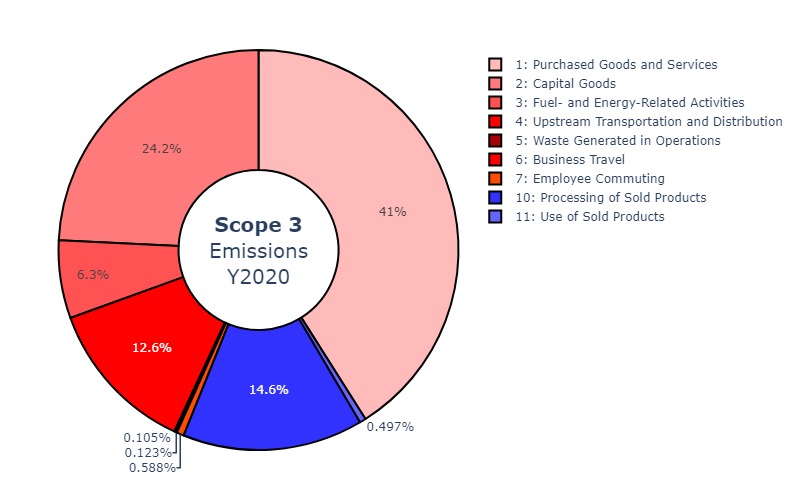 1: Purchased Goods and Services
2: Capital Goods
3: Fuel- and Energy-Related Activities
4: Upstream Transportation and Distribution
5: Waste Generated in Operations
6: Business Travel
7: Employee Commuting
10: Processing of Sold Products
11: Use of Sold Products
24.2%
41%
Scope 3
Emissions
Y2020
6.3%
12.6%
14.6%
0.497%
0.105%
0.123%
0.588%